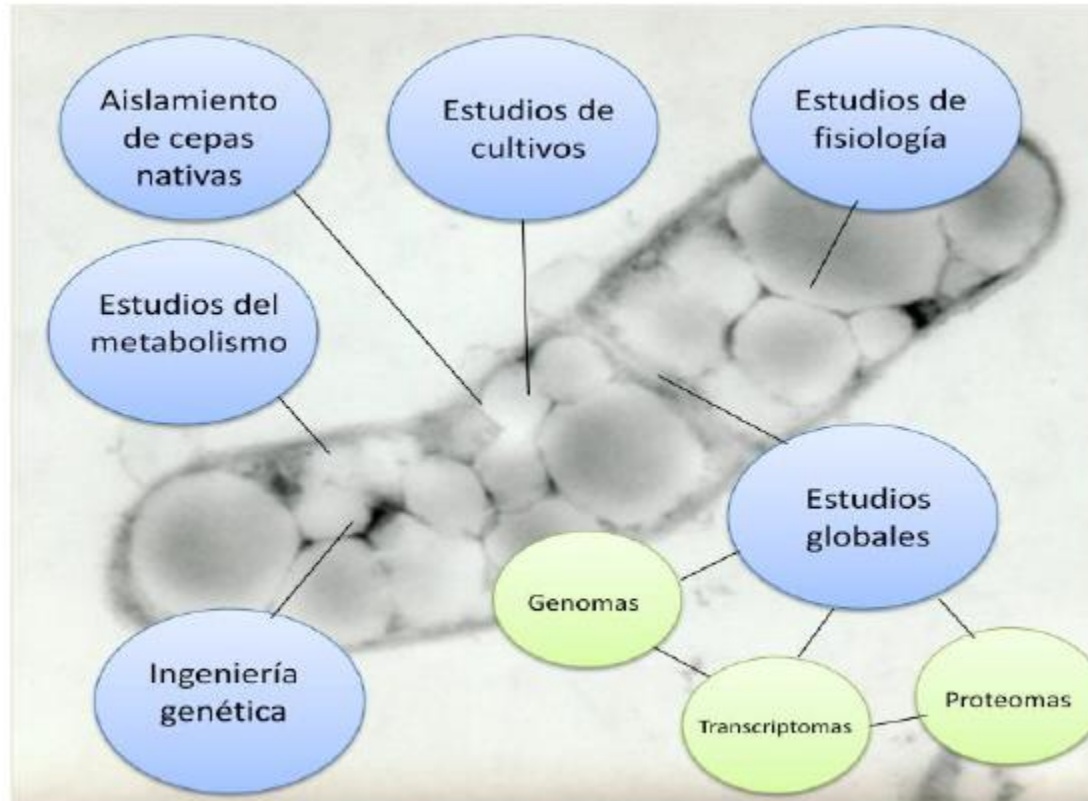 Aislamiento
de cepas
nativas
Estudios de
cultivos
Estudios de
fisiología
Estudios del
metabolismo
Estudios
globales
Genomas
Ingeniería
genética
Transcriptomas
Proteomas